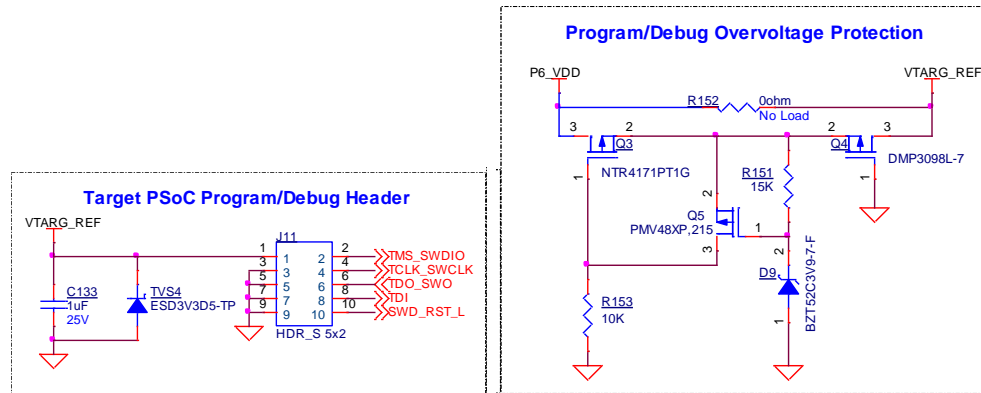 Program/Debug Overvoltage Protection
P6_VDD
VTARG_REF
R152
0ohm
No Load
3
2
Q3
2
3
Q4
1
NTR4171PT1G
1
DMP3098L-7
R151
15K
2
Q5
PMV48XP,215
1
3
2
D9
BZT52C3V9-7-F
1
R153
10K
Target PSoC Program/Debug Header
VTARG_REF
J11
1
1
2
2
TMS_SWDIO
3
3
4
4
TCLK_SWCLK
5
5
6
6
TDO_SWO
7
7
8
8
TDI
9
9
10
10
SWD_RST_L
HDR_S 5x2
C133
1uF
25V
TVS4
ESD3V3D5-TP